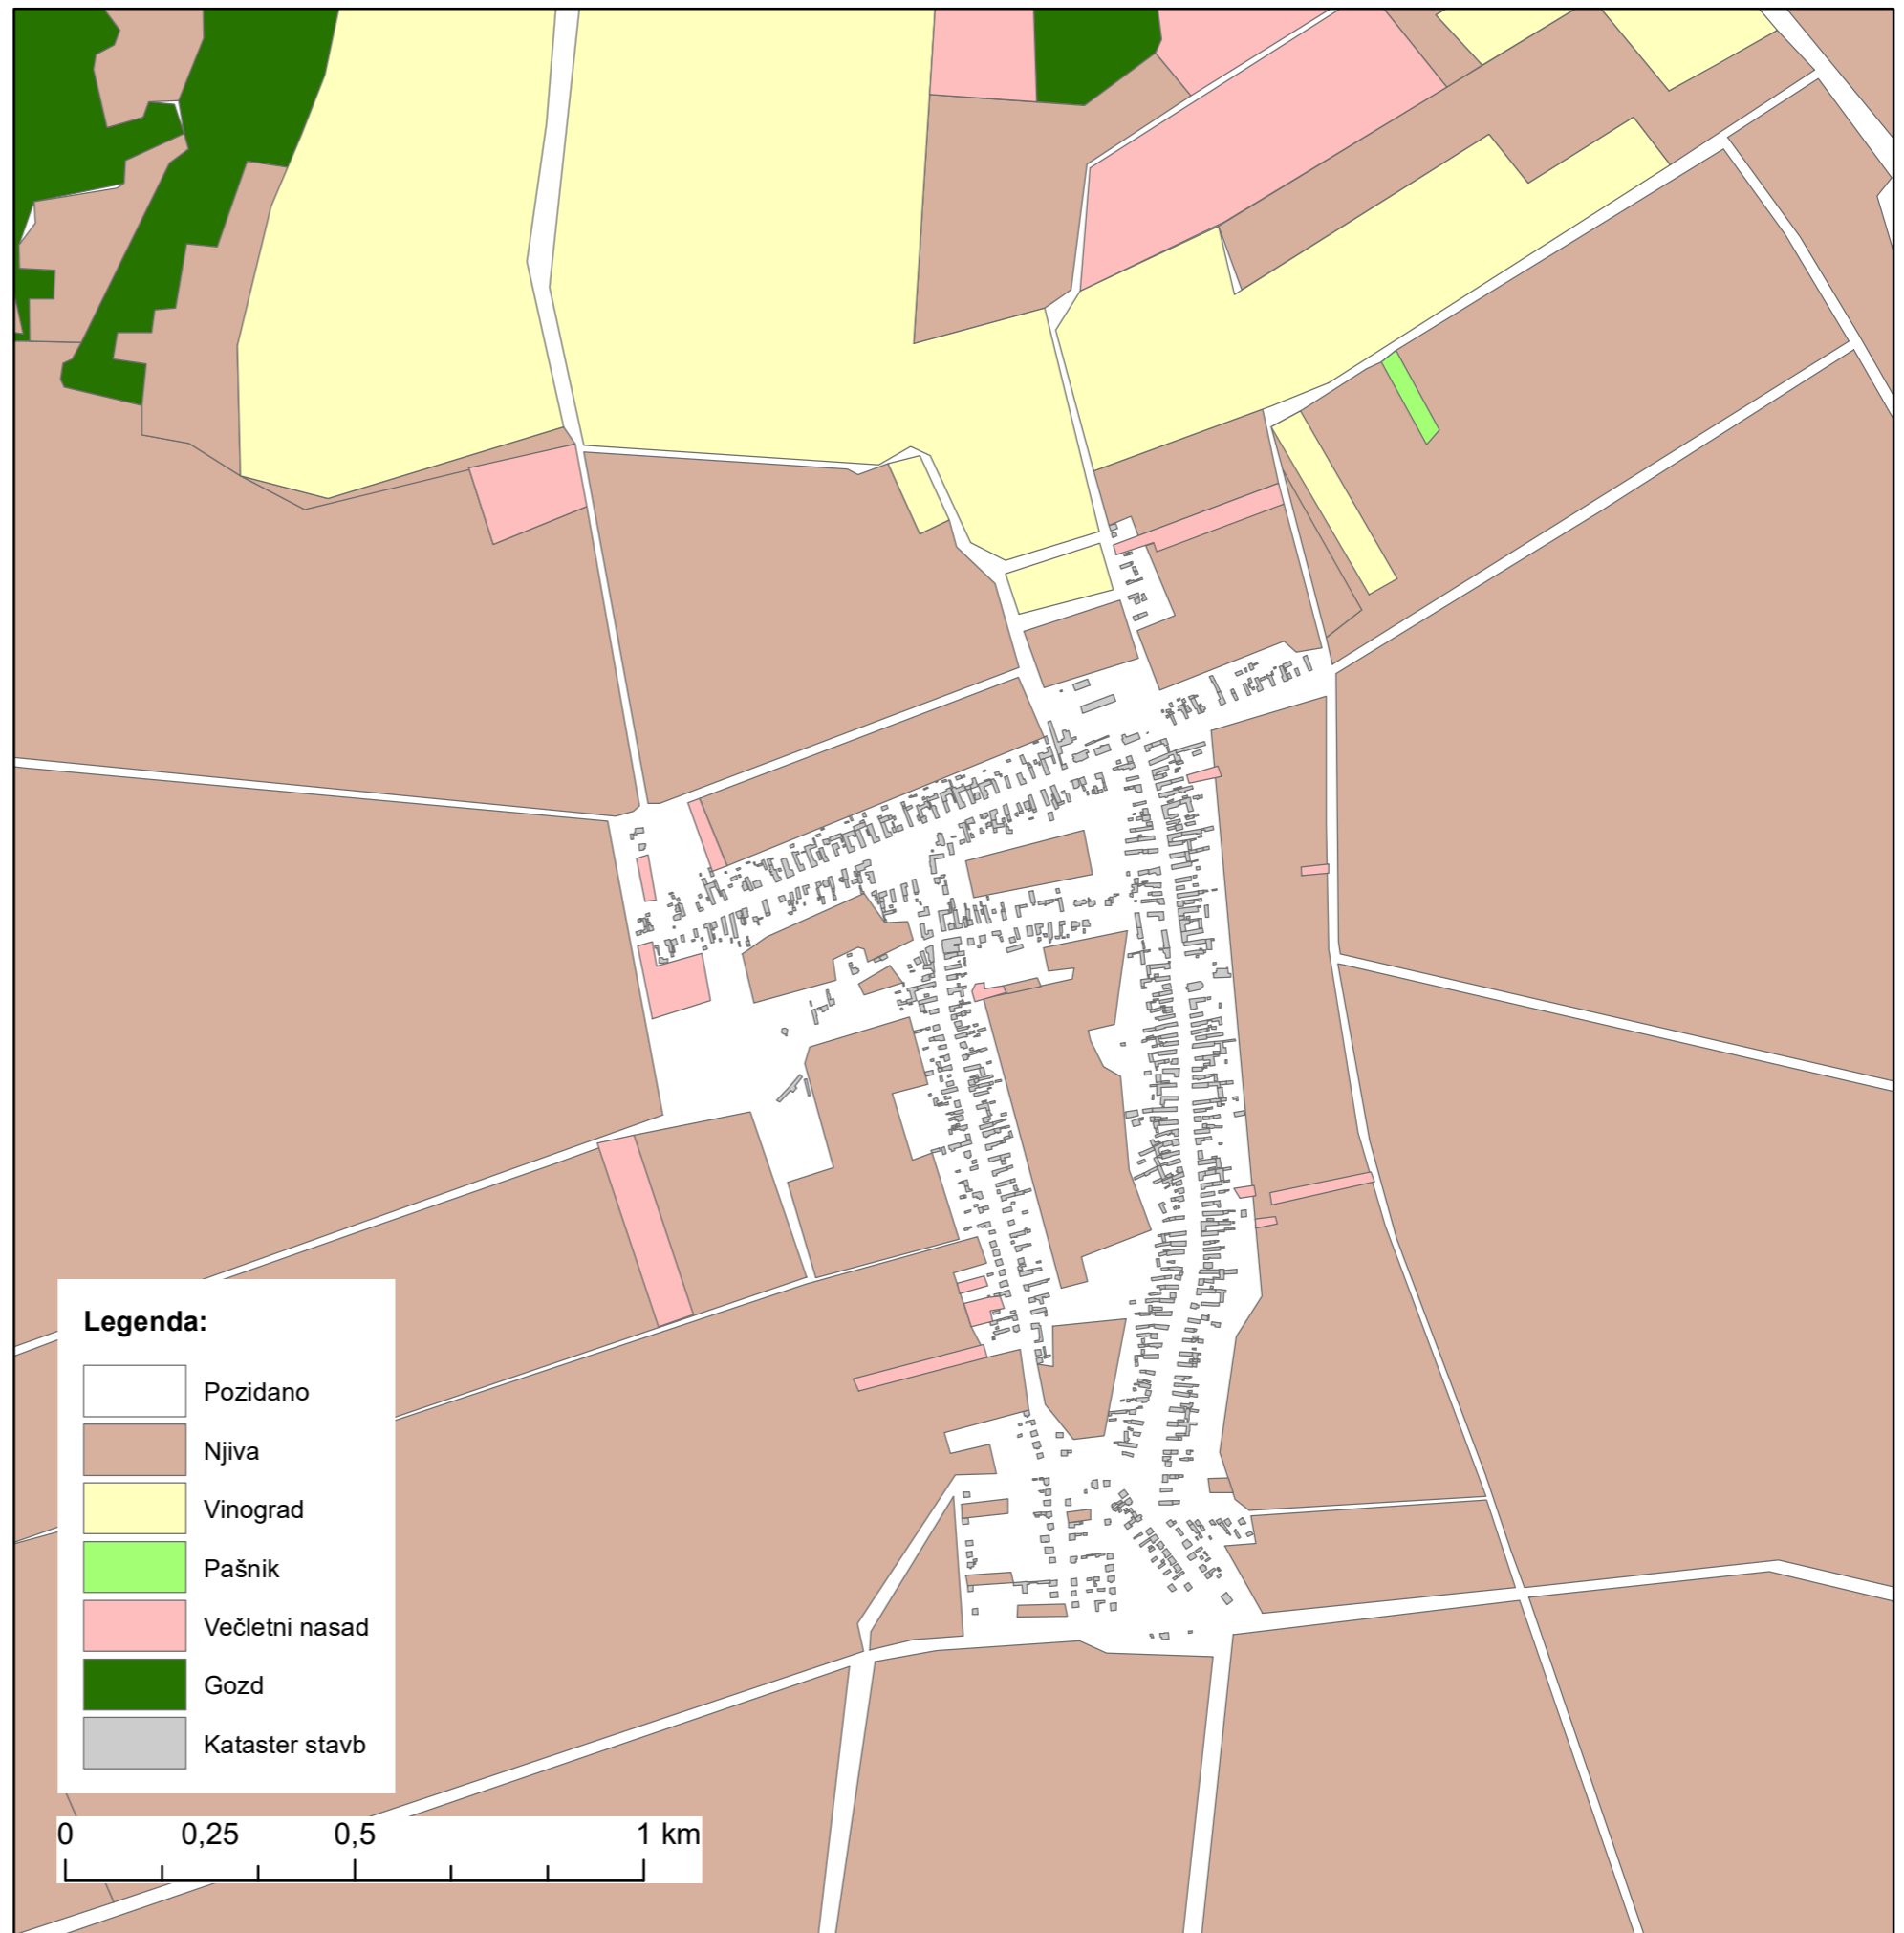 Legenda:
Pozidano
Njiva
Vinograd
Pašnik
Večletni nasad
Gozd
Kataster stavb
0 0,25 0,5 1 km